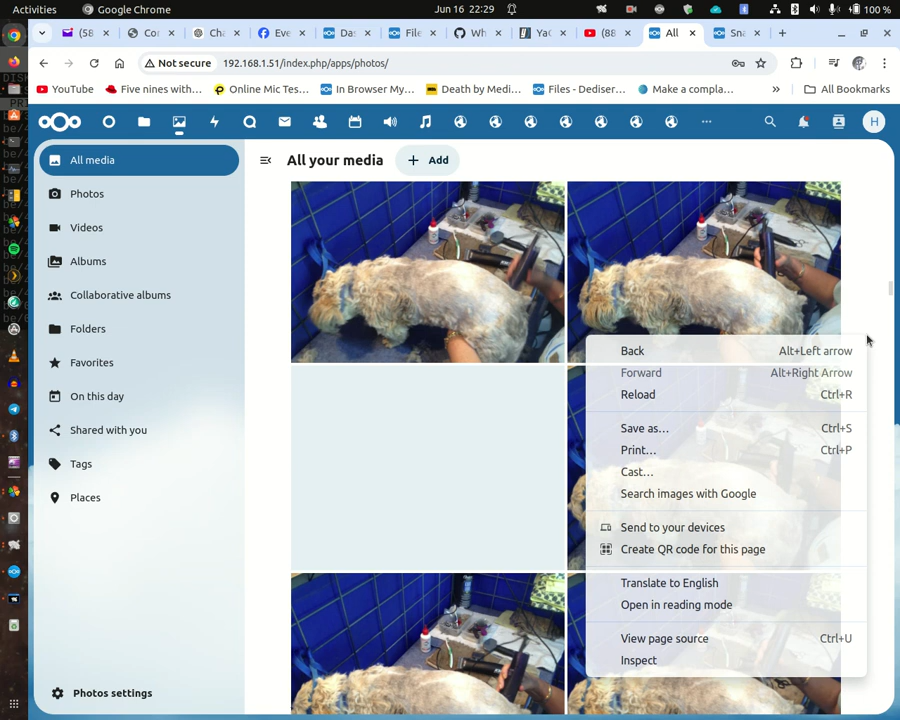 Activities
Google Chrome
Jun 16 22:29
100 %
(58
Cor
Cha
Eve
Das
File
Wh
YaC
(88
All
Sna
Not secure
192.168.1.51/index.php/apps/photos/
YouTube
Five nines with...
Online Mic Tes...
In Browser My...
Death by Medi...
Files - Dediser...
Make a compla...
»
All Bookmarks
H
All media
Photos
Videos
Albums
Collaborative albums
Folders
Favorites
On this day
Shared with you
Tags
Places
Photos settings
All your media
+ Add
Back Alt+Left arrow
Forward Alt+Right Arrow
Reload Ctrl+R
Save as... Ctrl+S
Print... Ctrl+P
Cast...
Search images with Google
Send to your devices
Create QR code for this page
Translate to English
Open in reading mode
View page source Ctrl+U
Inspect